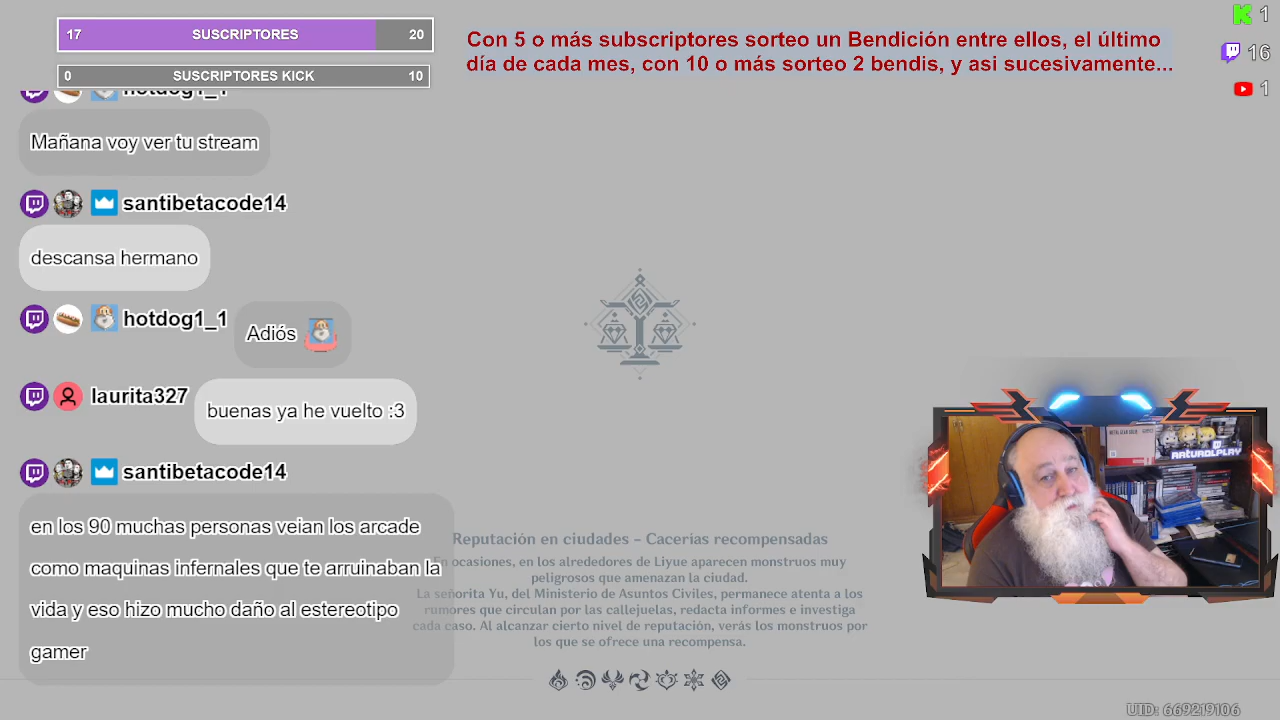 17 SUSCRIPTORES 20
0 SUSCRIPTORES KICK 10
Con 5 o más subscriptores sorteo un Bendición entre ellos, el último
día de cada mes, con 10 o más sorteo 2 bendis, y asi sucesivamente...
1
16
1
hotdog1_1
Mañana voy ver tu stream
santibetacode14
descansa hermano
hotdog1_1
Adiós
laurita327
buenas ya he vuelto :3
santibetacode14
en los 90 muchas personas veian los arcade
como maquinas infernales que te arruinaban la
vida y eso hizo mucho daño al estereotipo
gamer
Reputación en ciudades - Cacerías recompensadas
En ocasiones, en los alrededores de Liyue aparecen monstruos muy
peligrosos que amenazan la ciudad.
La señorita Yu, del Ministerio de Asuntos Civiles, permanece atenta a los
rumores que circulan por las callejuelas, redacta informes e investiga
cada caso. Al alcanzar cierto nivel de reputación, verás los monstruos por
los que se ofrece una recompensa.
RATUROLPLAY
UID: 669219106